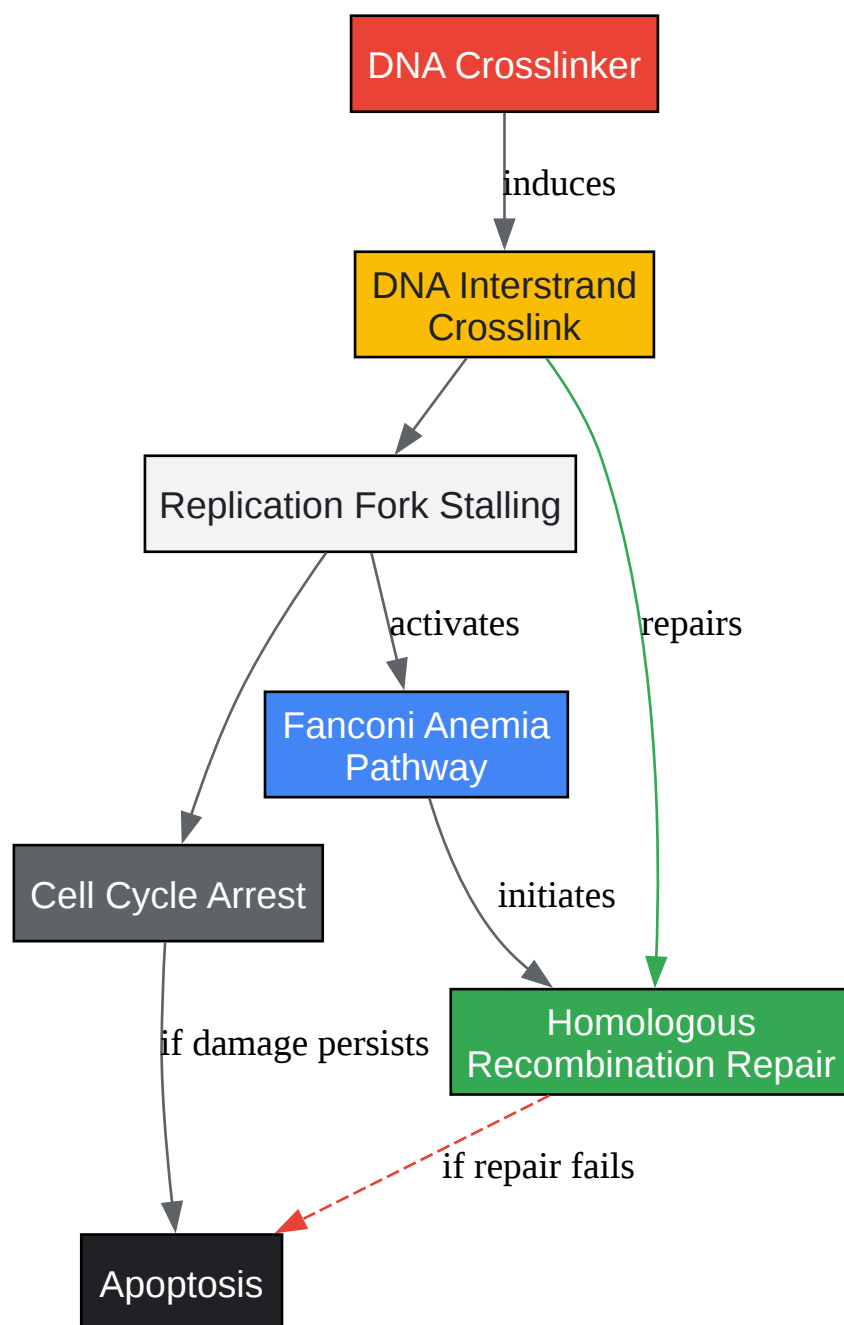 DNA Crosslinker
induces
DNA Interstrand
Crosslink
Replication Fork Stalling
activates
repairs
Fanconi Anemia
Pathway
Cell Cycle Arrest
initiates
Homologous
Recombination Repair
if damage persists
if repair fails
Apoptosis